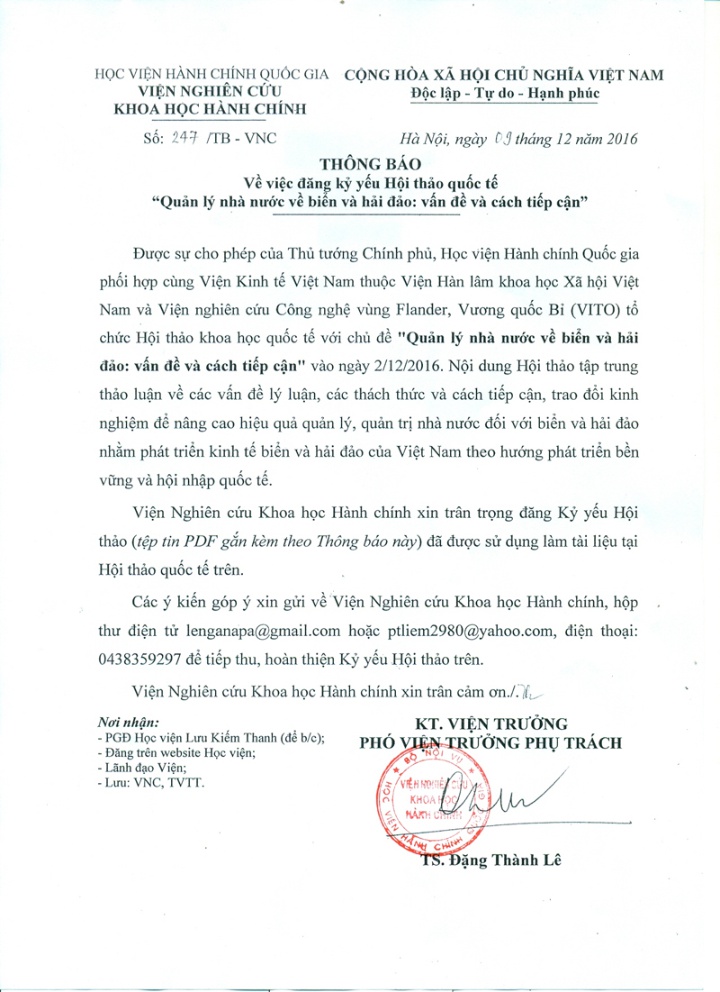 HỌC VIỆN HÀNH CHÍNH QUỐC GIA
VIỆN NGHIÊN CỨU
KHOA HỌC HÀNH CHÍNH
CỘNG HÒA XÃ HỘI CHỦ NGHĨA VIỆT NAM
Độc lập - Tự do - Hạnh phúc
Số: 247 /TB - VNC
Hà Nội, ngày 09 tháng 12 năm 2016
THÔNG BÁO
Về việc đăng kỷ yếu Hội thảo quốc tế
“Quản lý nhà nước về biển và hải đảo: vấn đề và cách tiếp cận”
Được sự cho phép của Thủ tướng Chính phủ, Học viện Hành chính Quốc gia
phối hợp cùng Viện Kinh tế Việt Nam thuộc Viện Hàn lâm khoa học Xã hội Việt
Nam và Viện nghiên cứu Công nghệ vùng Flander, Vương quốc Bỉ (VITO) tổ
chức Hội thảo khoa học quốc tế với chủ đề "Quản lý nhà nước về biển và hải
đảo: vấn đề và cách tiếp cận" vào ngày 2/12/2016. Nội dung Hội thảo tập trung
thảo luận về các vấn đề lý luận, các thách thức và cách tiếp cận, trao đổi kinh
nghiệm để nâng cao hiệu quả quản lý, quản trị nhà nước đối với biển và hải đảo
nhằm phát triển kinh tế biển và hải đảo của Việt Nam theo hướng phát triển bền
vững và hội nhập quốc tế.
Viện Nghiên cứu Khoa học Hành chính xin trân trọng đăng Kỷ yếu Hội
thảo (tệp tin PDF gắn kèm theo Thông báo này) đã được sử dụng làm tài liệu tại
Hội thảo quốc tế trên.
Các ý kiến góp ý xin gửi về Viện Nghiên cứu Khoa học Hành chính, hộp
thư điện tử lenganapa@gmail.com hoặc ptliem2980@yahoo.com, điện thoại:
0438359297 để tiếp thu, hoàn thiện Kỷ yếu Hội thảo trên.
Viện Nghiên cứu Khoa học Hành chính xin trân cảm ơn./.
Nơi nhận:
- PGĐ Học viện Lưu Kiếm Thanh (để b/c);
- Đăng trên website Học viện;
- Lãnh đạo Viện;
- Lưu: VNC, TVTT.
KT. VIỆN TRƯỞNG
PHÓ VIỆN TRƯỞNG PHỤ TRÁCH
BỘ NỘI VỤ
HỌC VIỆN HÀNH CHÍNH QUỐC GIA
VIỆN NGHIÊN CỨU
KHOA HỌC
HÀNH CHÍNH
TS. Đặng Thành Lê